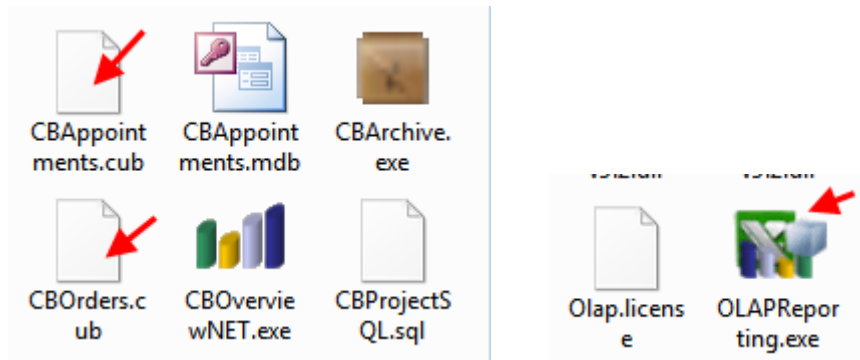 CBAppoint CBAppoint CBArchive.
ments.cub ments.mdb exe
CBOrders.c CBOvervie CBProjectS
ub wNET.exe QL.sql
Olap.licens OLAPRepor
e ting.exe